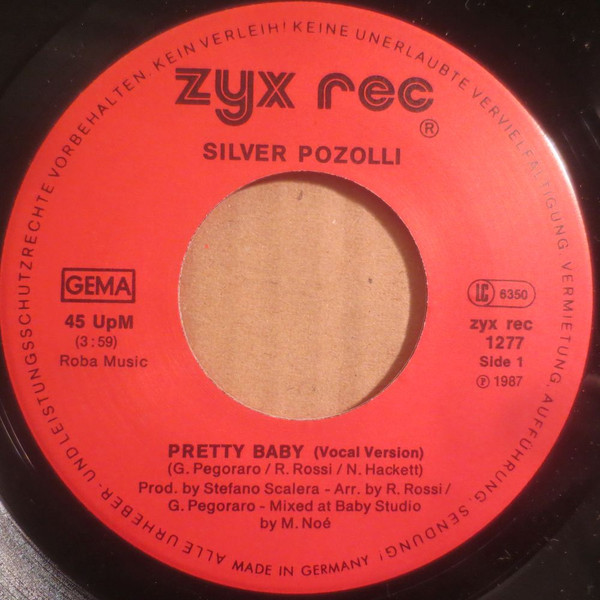 ALLE URHEBER- UND LEISTUNGSSCHUTZRECHTE VORBEHALTEN. KEIN VERLEIH! KEINE UNERLAUBTE VERVIELFÄLTIGUNG, VERMIETUNG, AUFFÜHRUNG, SENDUNG!
zyx rec
®
SILVER POZOLLI
GEMA
45 UpM
(3:59)
Roba Music
LC 6350
zyx rec
1277
Side 1
℗ 1987
PRETTY BABY (Vocal Version)
(G. Pegoraro / R. Rossi / N. Hackett)
Prod. by Stefano Scalera - Arr. by R. Rossi /
G. Pegoraro - Mixed at Baby Studio
by M. Noé
MADE IN GERMANY